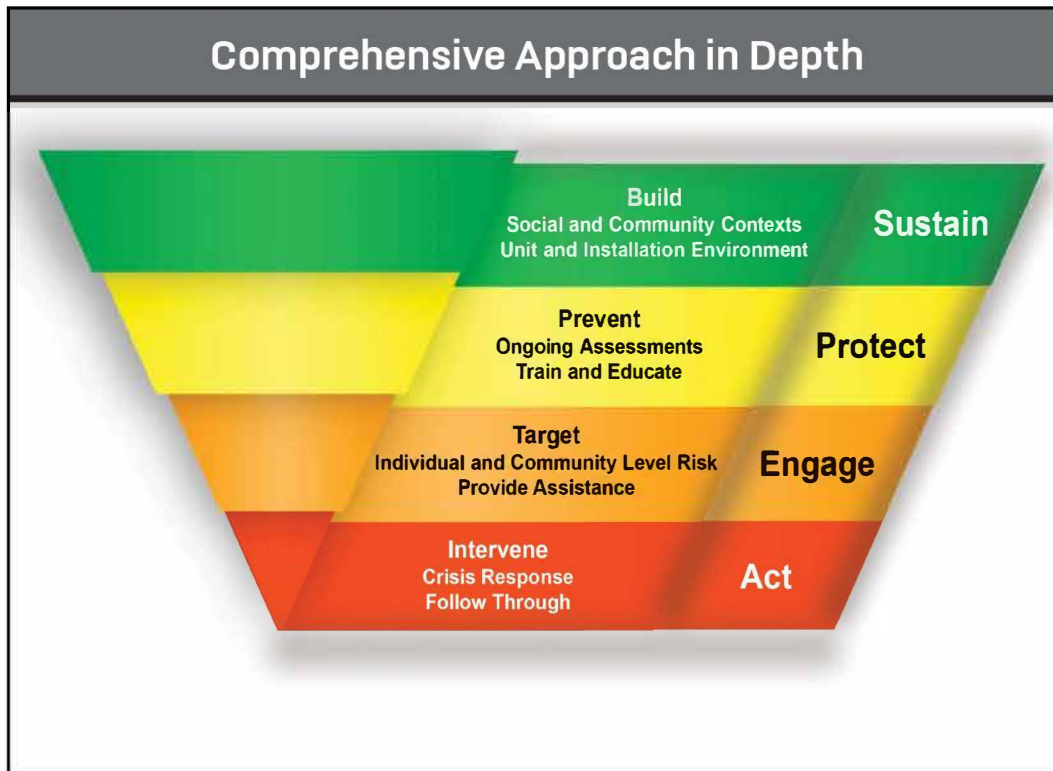 Comprehensive Approach in Depth
Build
Social and Community Contexts
Unit and Installation Environment
Sustain
Prevent
Ongoing Assessments
Train and Educate
Protect
Target
Individual and Community Level Risk
Provide Assistance
Engage
Intervene
Crisis Response
Follow Through
Act